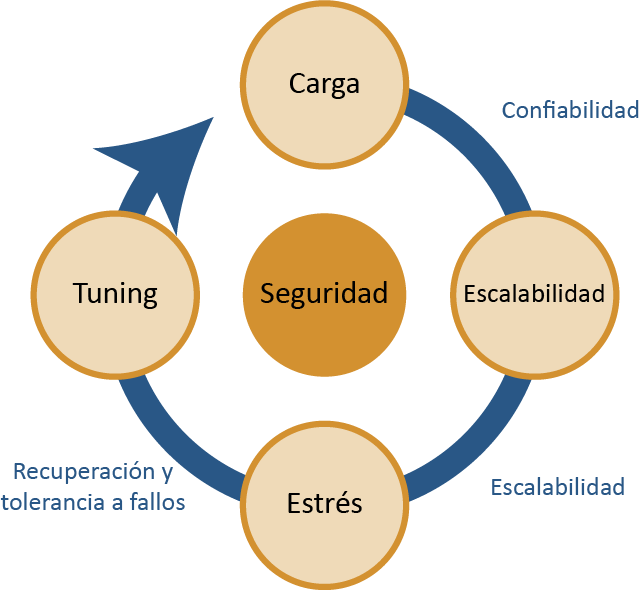 Carga
Confiabilidad
Tuning
Seguridad
Escalabilidad
Recuperación y
tolerancia a fallos
Estrés
Escalabilidad